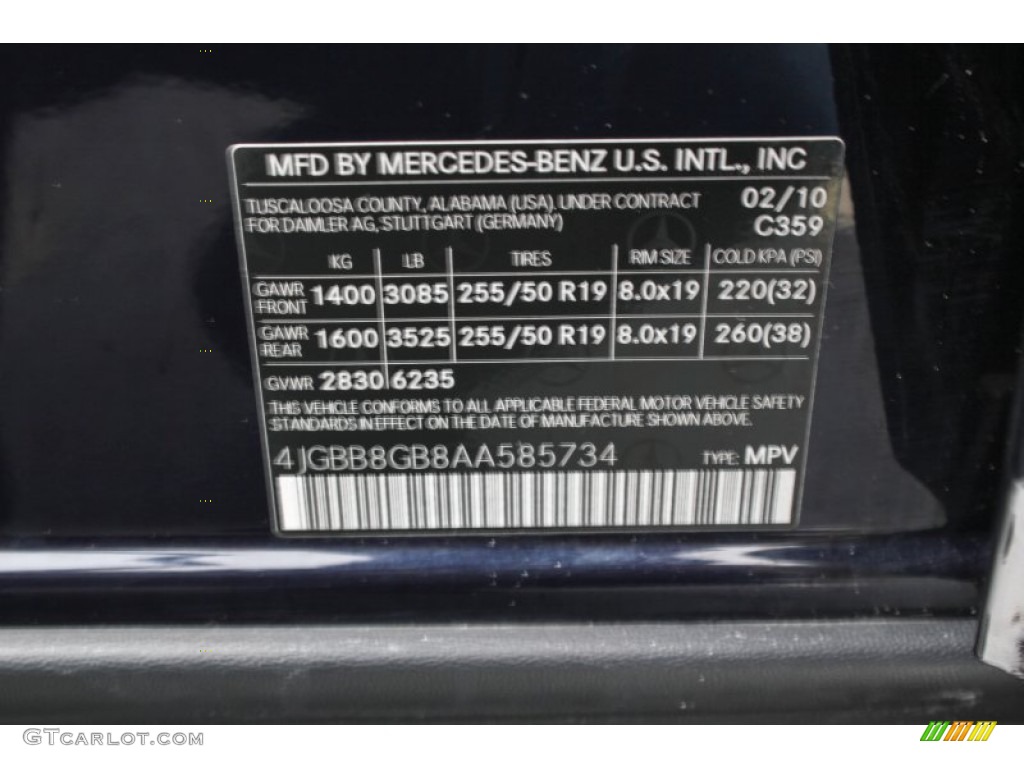 MFD BY MERCEDES-BENZ U.S. INTL., INC
TUSCALOOSA COUNTY, ALABAMA (USA). UNDER CONTRACT
FOR DAIMLER AG, STUTTGART (GERMANY)
02/10
C359
KG LB TIRES RIM SIZE COLD KPA (PSI)
GAWR FRONT 1400 3085 255/50 R19 8.0x19 220(32)
GAWR REAR 1600 3525 255/50 R19 8.0x19 260(38)
GVWR 2830 6235
THIS VEHICLE CONFORMS TO ALL APPLICABLE FEDERAL MOTOR VEHICLE SAFETY
STANDARDS IN EFFECT ON THE DATE OF MANUFACTURE SHOWN ABOVE.
4JGBB8GB8AA585734 TYPE: MPV
GTCARLOT.COM